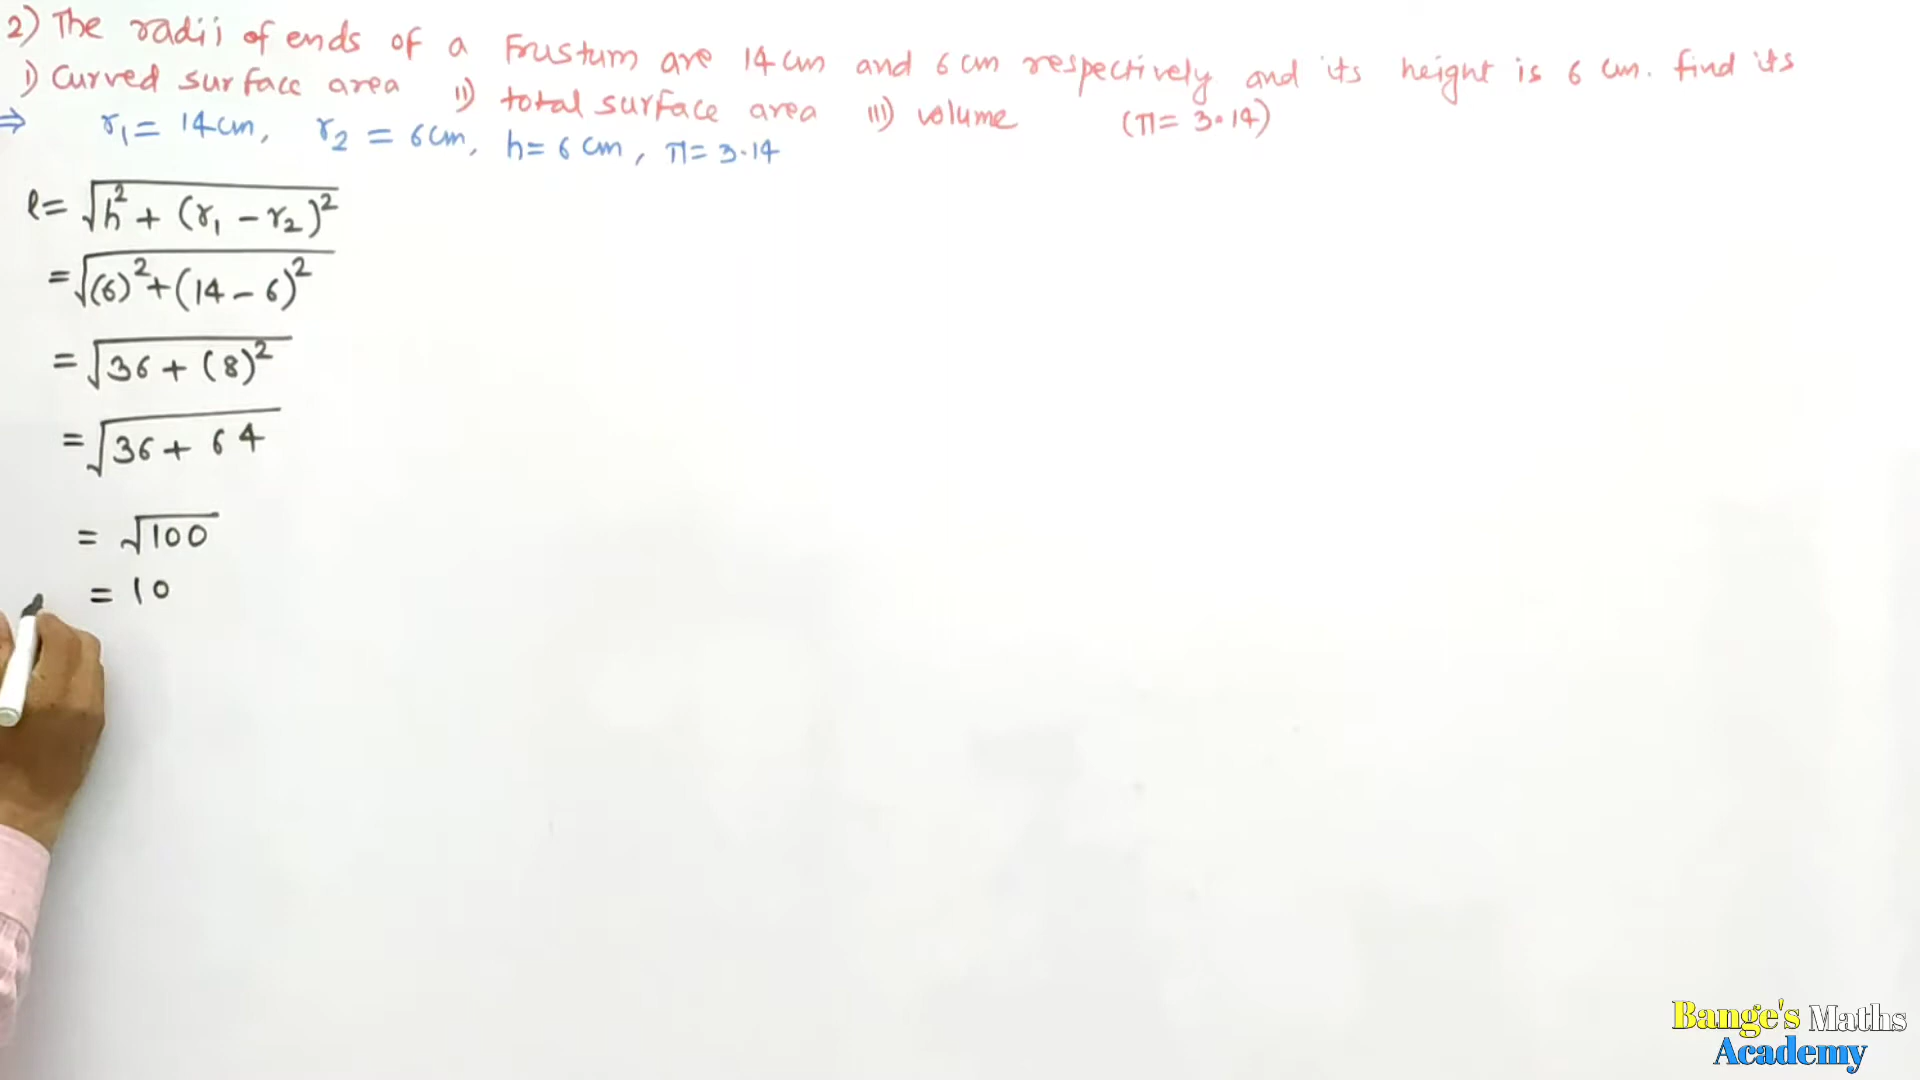 2) The radii of ends of a Frustum are 14 cm and 6 cm respectively and its height is 6 cm. find its
i) Curved surface area ii) total surface area iii) volume (π = 3.14)
⇒ r₁ = 14 cm, r₂ = 6 cm, h = 6 cm, π = 3.14
l = √h² + (r₁ - r₂)²
= √(6)² + (14 - 6)²
= √36 + (8)²
= √36 + 64
= √100
= 10
Bange's Maths
Academy